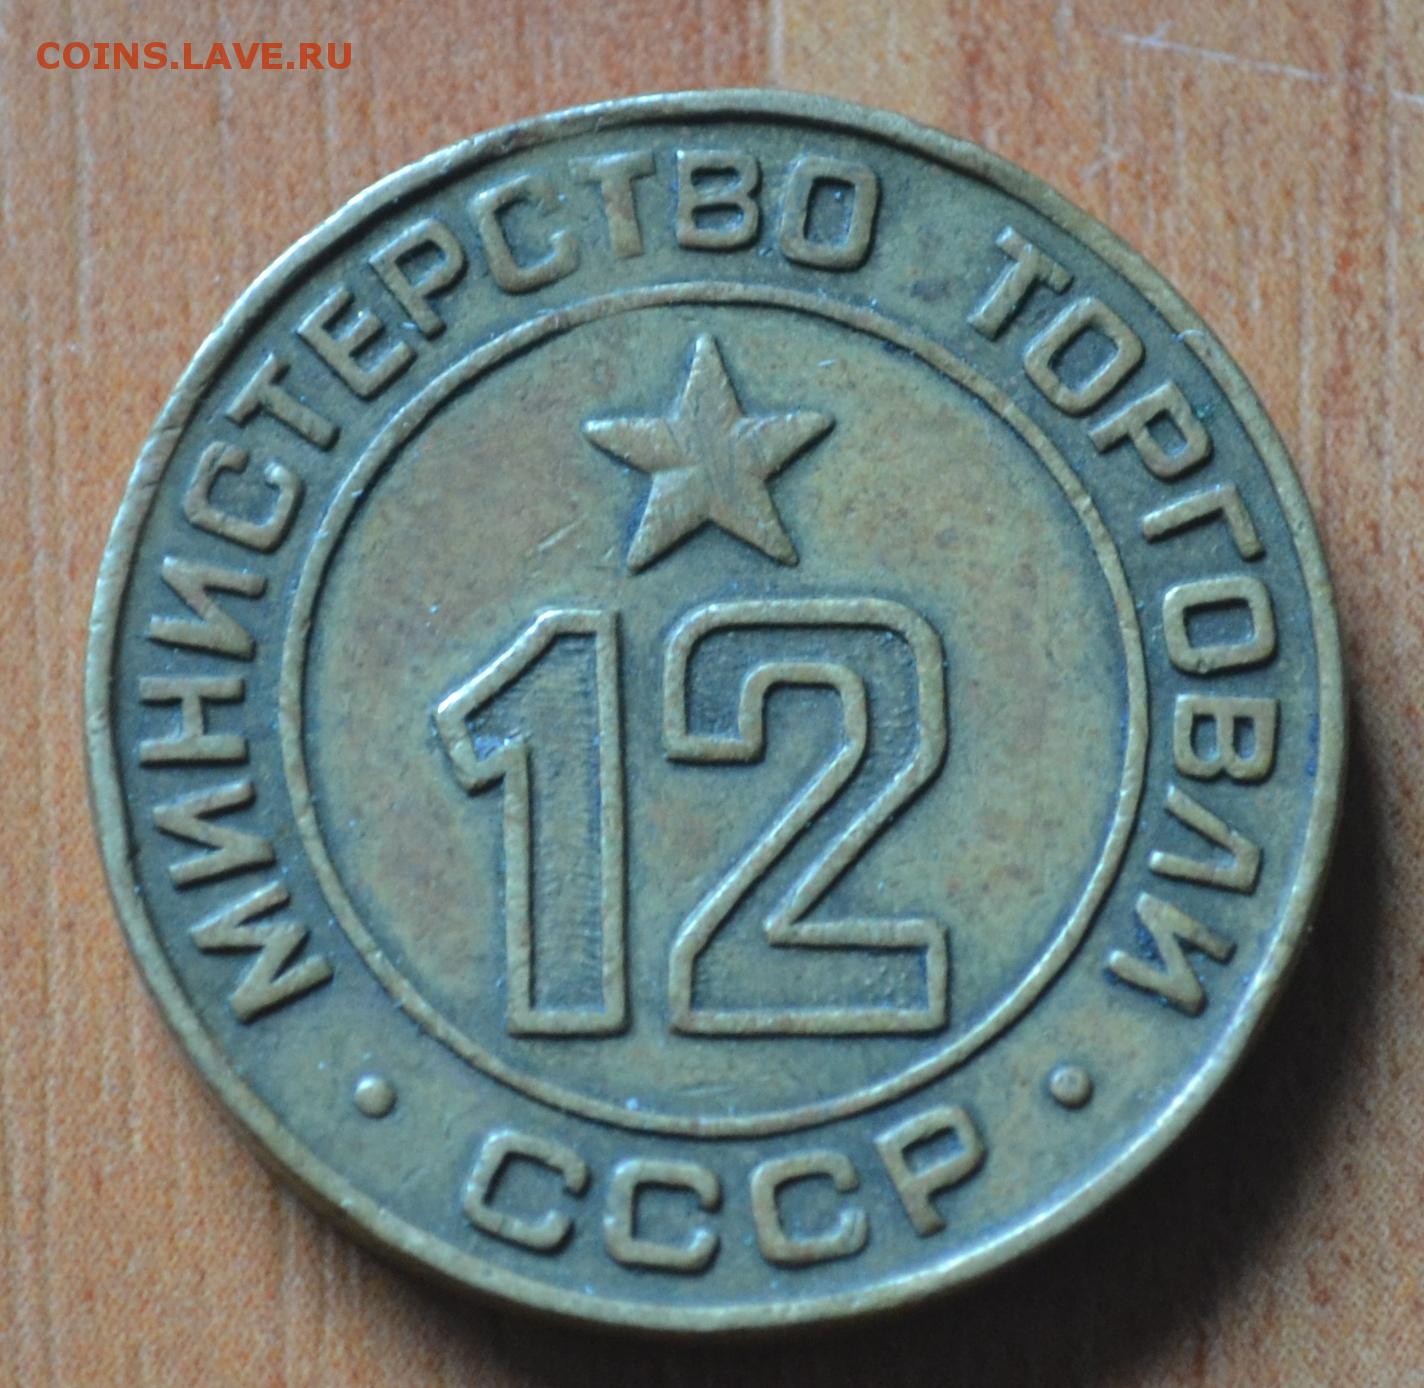 COINS.LAVE.RU
МИНИСТЕРСТВО ТОРГОВЛИ
12
· СССР ·